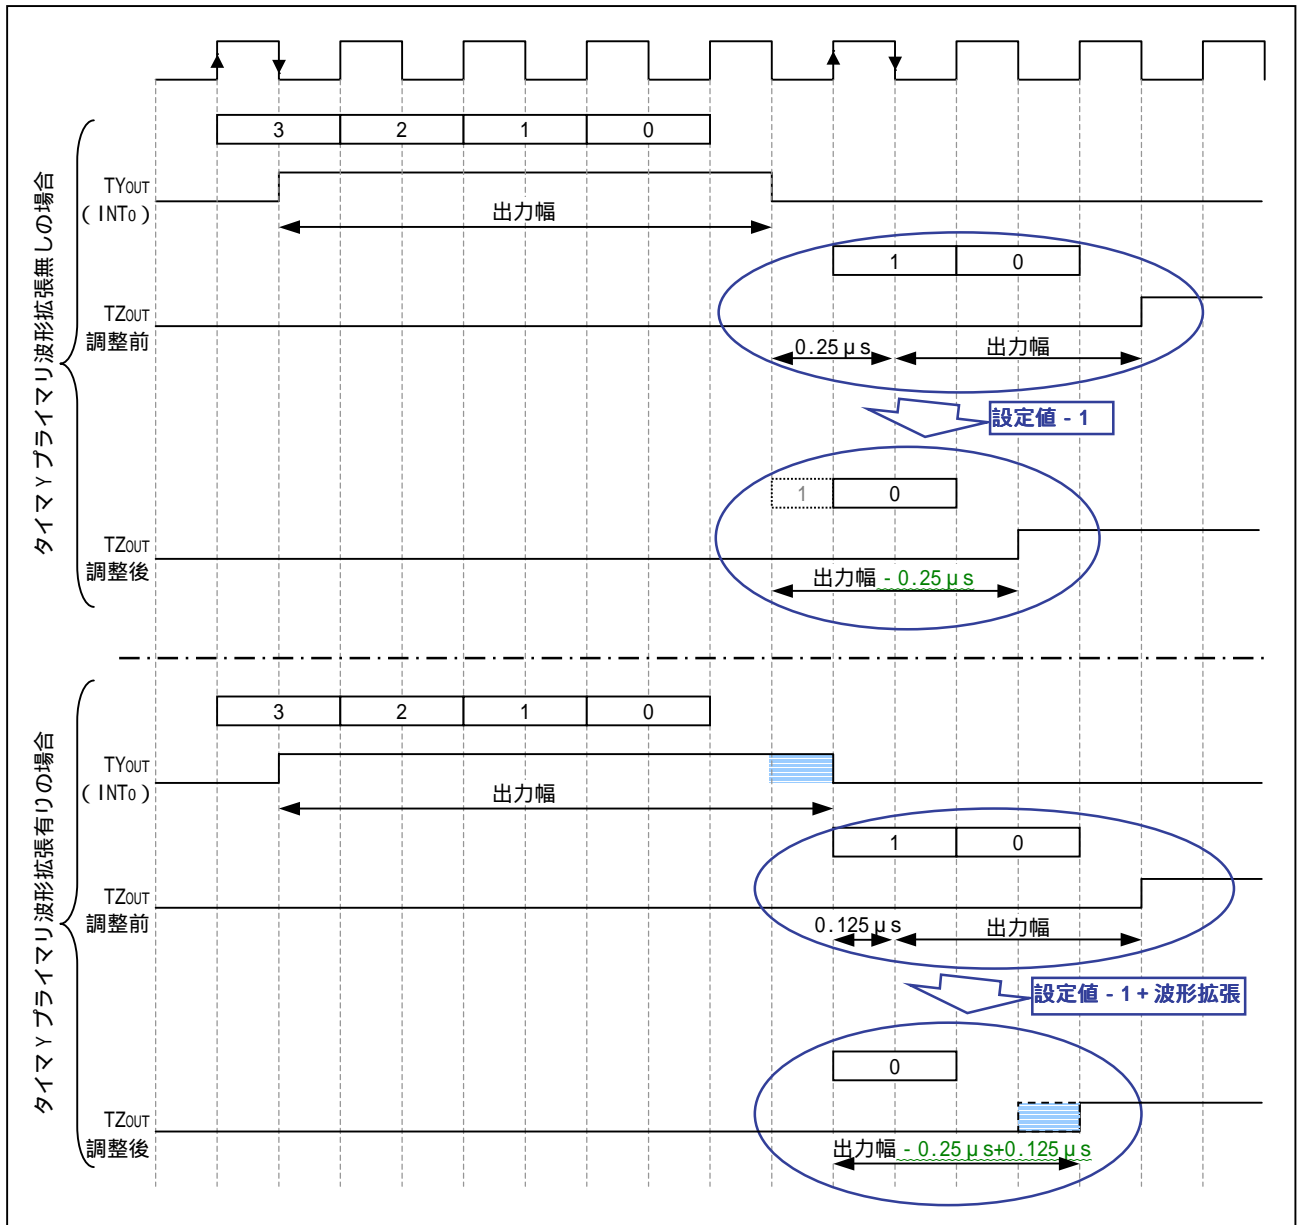 タイマYプライマリ波形拡張無しの場合
3 2 1 0
TYOUT
(INT0)
出力幅
1 0
TZOUT
調整前
0.25μs 出力幅
設定値-1
1 0
TZOUT
調整後
出力幅-0.25μs
タイマYプライマリ波形拡張有りの場合
3 2 1 0
TYOUT
(INT0)
出力幅
1 0
TZOUT
調整前
0.125μs 出力幅
設定値-1+波形拡張
0
TZOUT
調整後
出力幅-0.25μs+0.125μs